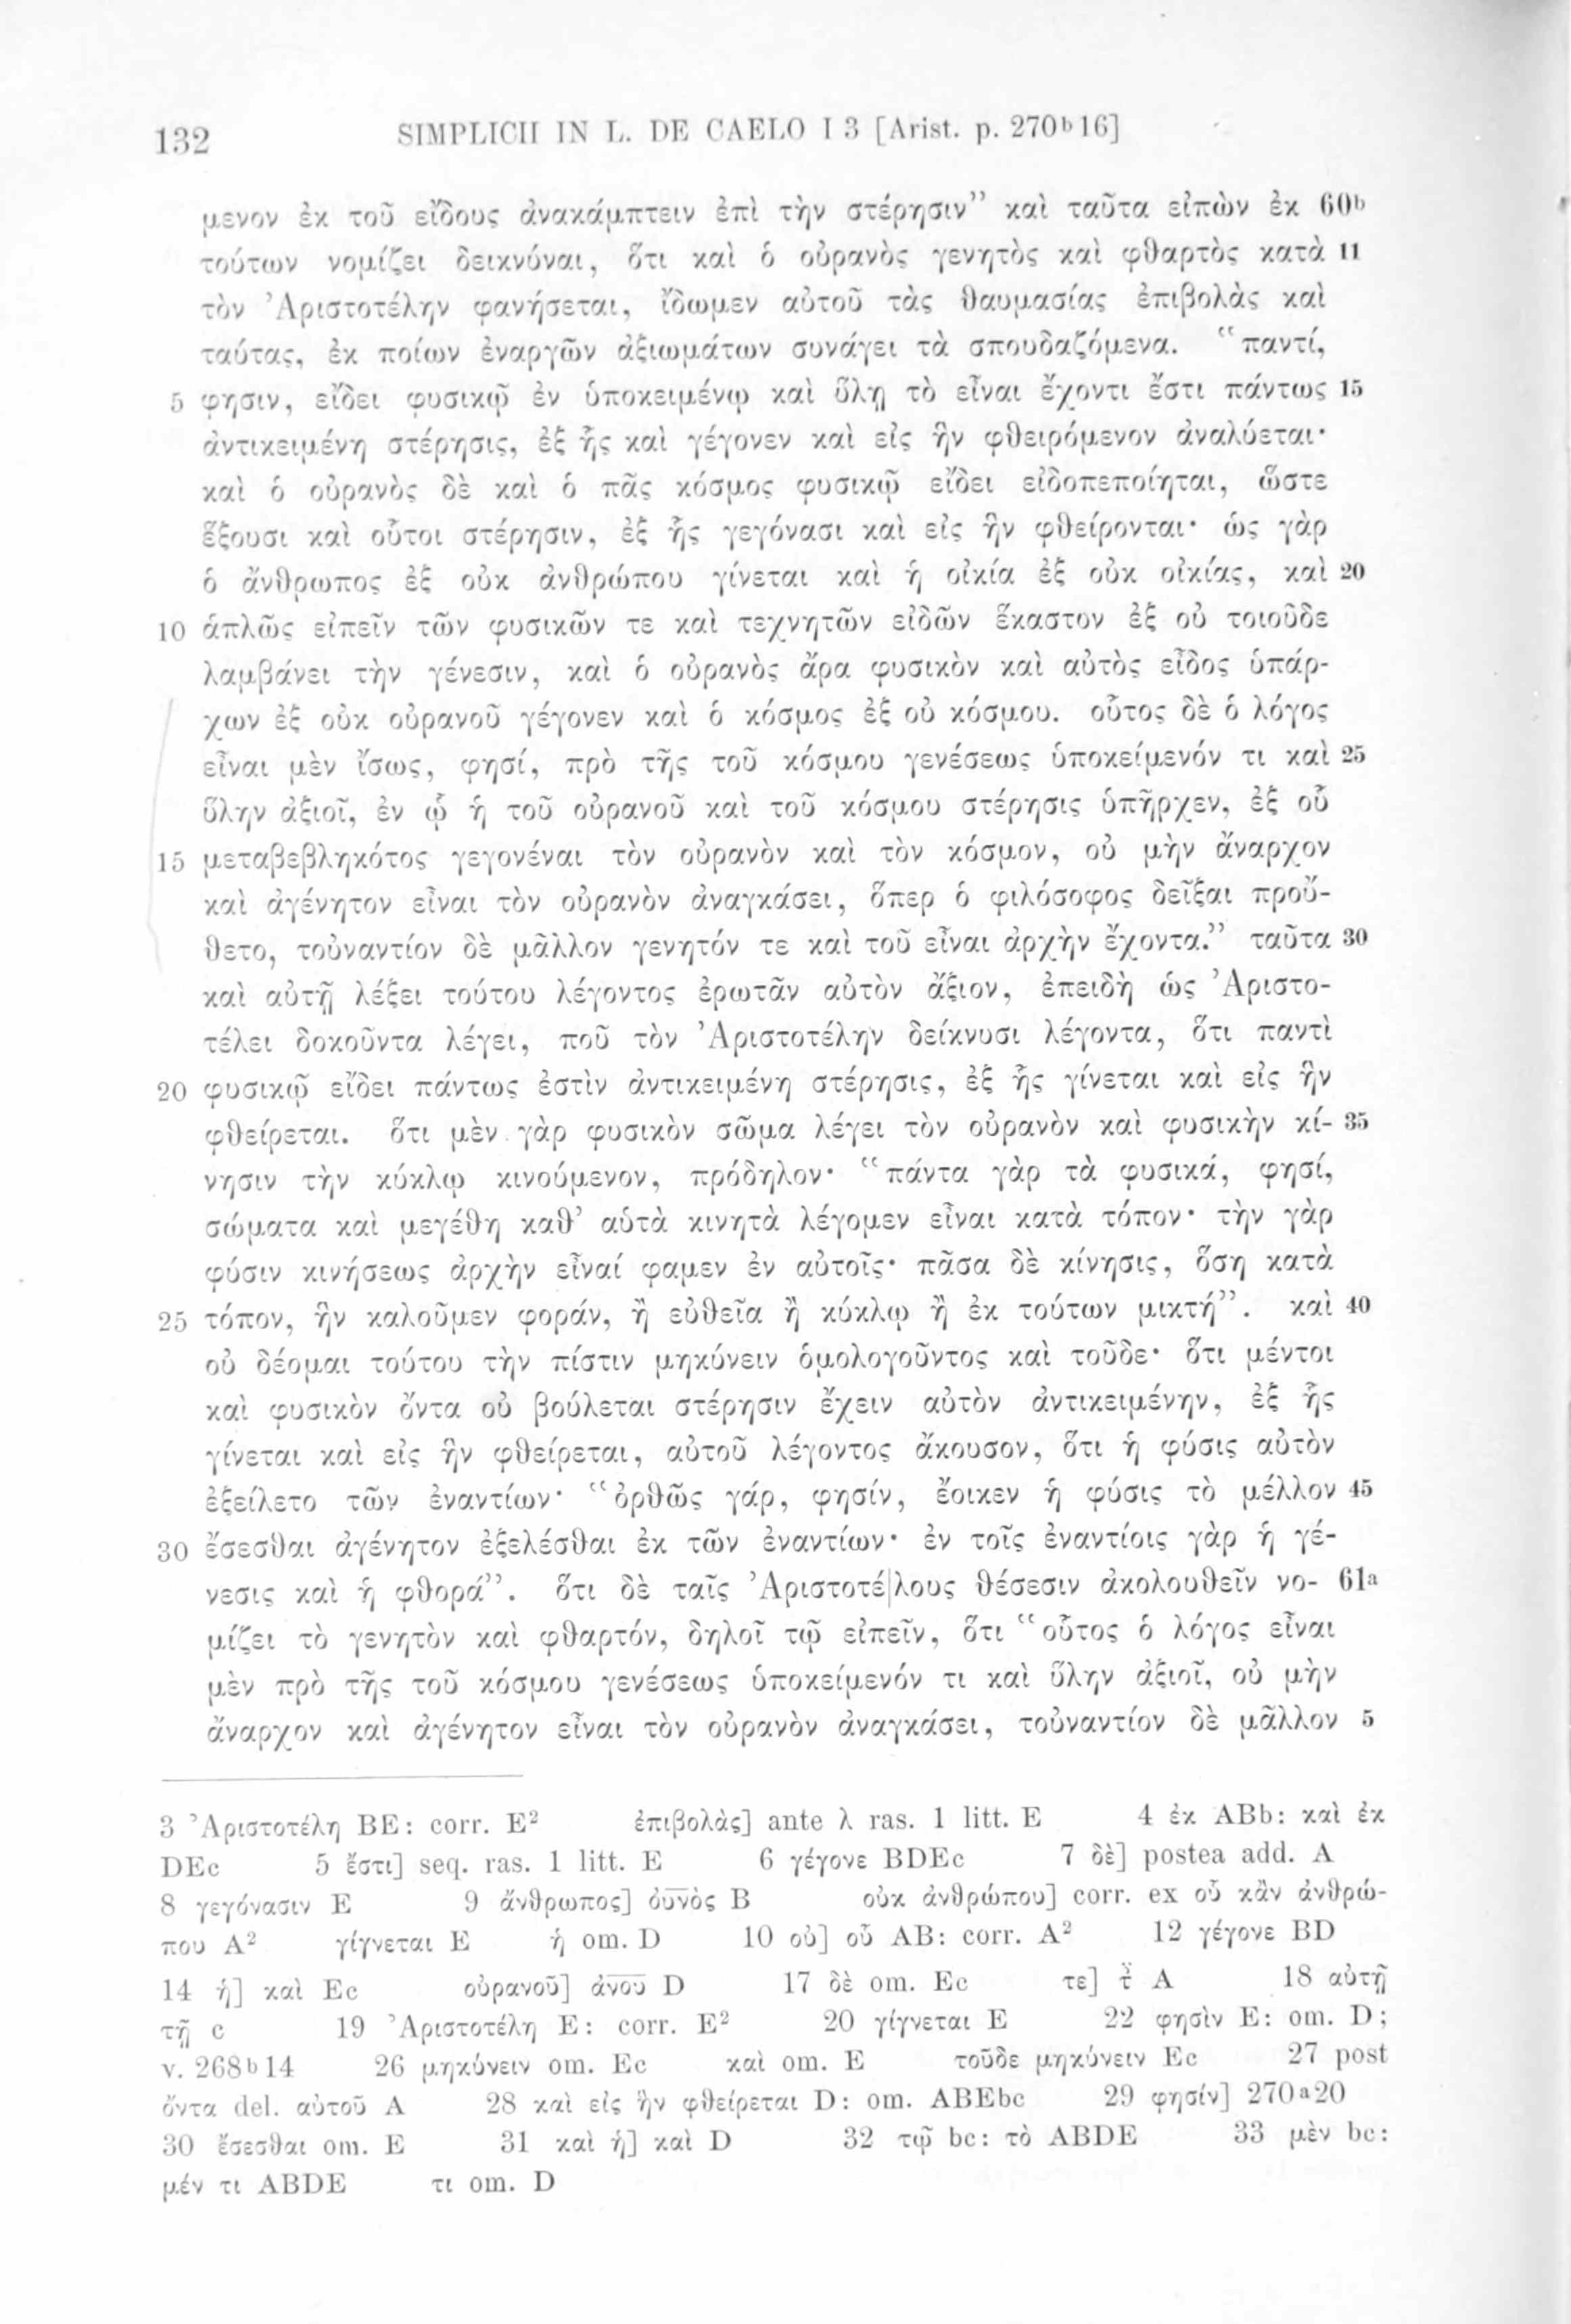 132 SIMPLICII IN L. DE CAELO I 3 [Arist. p. 270ᵇ16]
μενον ἐκ τοῦ εἴδους ἀνακάμπτειν ἐπὶ τὴν στέρησιν” καὶ ταῦτα εἰπὼν ἐκ 60ᵇ
τούτων νομίζει δεικνύναι, ὅτι καὶ ὁ οὐρανὸς γενητὸς καὶ φθαρτὸς κατὰ 11
τὸν Ἀριστοτέλην φανήσεται, ἴδωμεν αὐτοῦ τὰς θαυμασίας ἐπιβολὰς καὶ
ταύτας, ἐκ ποίων ἐναργῶν ἀξιωμάτων συνάγει τὰ σπουδαζόμενα. “παντί,
5 φησιν, εἴδει φυσικῷ ἐν ὑποκειμένῳ καὶ ὕλῃ τὸ εἶναι ἔχοντι ἔστι πάντως 15
ἀντικειμένη στέρησις, ἐξ ἧς καὶ γέγονεν καὶ εἰς ἣν φθειρόμενον ἀναλύεται·
καὶ ὁ οὐρανὸς δὲ καὶ ὁ πᾶς κόσμος φυσικῷ εἴδει εἰδοπεποίηται, ὥστε
ἕξουσι καὶ οὗτοι στέρησιν, ἐξ ἧς γεγόνασι καὶ εἰς ἣν φθείρονται· ὡς γὰρ
ὁ ἄνθρωπος ἐξ οὐκ ἀνθρώπου γίνεται καὶ ἡ οἰκία ἐξ οὐκ οἰκίας, καὶ 20
10 ἁπλῶς εἰπεῖν τῶν φυσικῶν τε καὶ τεχνητῶν εἰδῶν ἕκαστον ἐξ οὐ τοιοῦδε
λαμβάνει τὴν γένεσιν, καὶ ὁ οὐρανὸς ἄρα φυσικὸν καὶ αὐτὸς εἶδος ὑπάρ-
χων ἐξ οὐκ οὐρανοῦ γέγονεν καὶ ὁ κόσμος ἐξ οὐ κόσμου. οὗτος δὲ ὁ λόγος
εἶναι μὲν ἴσως, φησί, πρὸ τῆς τοῦ κόσμου γενέσεως ὑποκείμενόν τι καὶ 25
ὕλην ἀξιοῖ, ἐν ᾧ ἡ τοῦ οὐρανοῦ καὶ τοῦ κόσμου στέρησις ὑπῆρχεν, ἐξ οὗ
15 μεταβεβληκότος γεγονέναι τὸν οὐρανὸν καὶ τὸν κόσμον, οὐ μὴν ἄναρχον
καὶ ἀγένητον εἶναι τὸν οὐρανὸν ἀναγκάσει, ὅπερ ὁ φιλόσοφος δεῖξαι προὔ-
θετο, τοὐναντίον δὲ μᾶλλον γενητόν τε καὶ τοῦ εἶναι ἀρχὴν ἔχοντα.” ταῦτα 30
καὶ αὐτῇ λέξει τούτου λέγοντος ἐρωτᾶν αὐτὸν ἄξιον, ἐπειδὴ ὡς Ἀριστο-
τέλει δοκοῦντα λέγει, ποῦ τὸν Ἀριστοτέλην δείκνυσι λέγοντα, ὅτι παντὶ
20 φυσικῷ εἴδει πάντως ἐστὶν ἀντικειμένη στέρησις, ἐξ ἧς γίνεται καὶ εἰς ἣν
φθείρεται. ὅτι μὲν γὰρ φυσικὸν σῶμα λέγει τὸν οὐρανὸν καὶ φυσικὴν κί- 35
νησιν τὴν κύκλῳ κινούμενον, πρόδηλον· “πάντα γὰρ τὰ φυσικά, φησί,
σώματα καὶ μεγέθη καθ’ αὑτὰ κινητὰ λέγομεν εἶναι κατὰ τόπον· τὴν γὰρ
φύσιν κινήσεως ἀρχὴν εἶναί φαμεν ἐν αὐτοῖς· πᾶσα δὲ κίνησις, ὅση κατὰ
25 τόπον, ἣν καλοῦμεν φοράν, ἢ εὐθεῖα ἢ κύκλῳ ἢ ἐκ τούτων μικτή”. καὶ 40
οὐ δέομαι τούτου τὴν πίστιν μηκύνειν ὁμολογοῦντος καὶ τοῦδε· ὅτι μέντοι
καὶ φυσικὸν ὄντα οὐ βούλεται στέρησιν ἔχειν αὐτὸν ἀντικειμένην, ἐξ ἧς
γίνεται καὶ εἰς ἣν φθείρεται, αὐτοῦ λέγοντος ἄκουσον, ὅτι ἡ φύσις αὐτὸν
ἐξείλετο τῶν ἐναντίων· “ὀρθῶς γάρ, φησίν, ἔοικεν ἡ φύσις τὸ μέλλον 45
30 ἔσεσθαι ἀγένητον ἐξελέσθαι ἐκ τῶν ἐναντίων· ἐν τοῖς ἐναντίοις γὰρ ἡ γέ-
νεσις καὶ ἡ φθορά”. ὅτι δὲ ταῖς Ἀριστοτέ|λους θέσεσιν ἀκολουθεῖν νο- 61ᵃ
μίζει τὸ γενητὸν καὶ φθαρτόν, δηλοῖ τῷ εἰπεῖν, ὅτι “οὗτος ὁ λόγος εἶναι
μὲν πρὸ τῆς τοῦ κόσμου γενέσεως ὑποκείμενόν τι καὶ ὕλην ἀξιοῖ, οὐ μὴν
ἄναρχον καὶ ἀγένητον εἶναι τὸν οὐρανὸν ἀναγκάσει, τοὐναντίον δὲ μᾶλλον 5
3 Ἀριστοτέλη BE: corr. E² ἐπιβολὰς] ante λ ras. 1 litt. E 4 ἐκ ABb: καὶ ἐκ
DEc 5 ἔστι] seq. ras. 1 litt. E 6 γέγονε BDEc 7 δὲ] postea add. A
8 γεγόνασιν E 9 ἄνθρωπος] ὀυνὸς B οὐκ ἀνθρώπου] corr. ex οὖ κἂν ἀνθρώ-
που A² γίγνεται E ἡ om. D 10 οὐ] οὗ AB: corr. A² 12 γέγονε BD
14 ἡ] καὶ Ec οὐρανοῦ] ἀνου D 17 δὲ om. Ec τε] τ̈ A 18 αὐτῇ
τῇ c 19 Ἀριστοτέλη E: corr. E² 20 γίγνεται E 22 φησὶν E: om. D;
v. 268ᵇ14 26 μηκύνειν om. Ec καὶ om. E τοῦδε μηκύνειν Ec 27 post
ὄντα del. αὐτοῦ A 28 καὶ εἰς ἣν φθείρεται D: om. ABEbc 29 φησίν] 270ᵃ20
30 ἔσεσθαι om. E 31 καὶ ἡ] καὶ D 32 τῷ bc: τὸ ABDE 33 μὲν bc:
μέν τι ABDE τι om. D